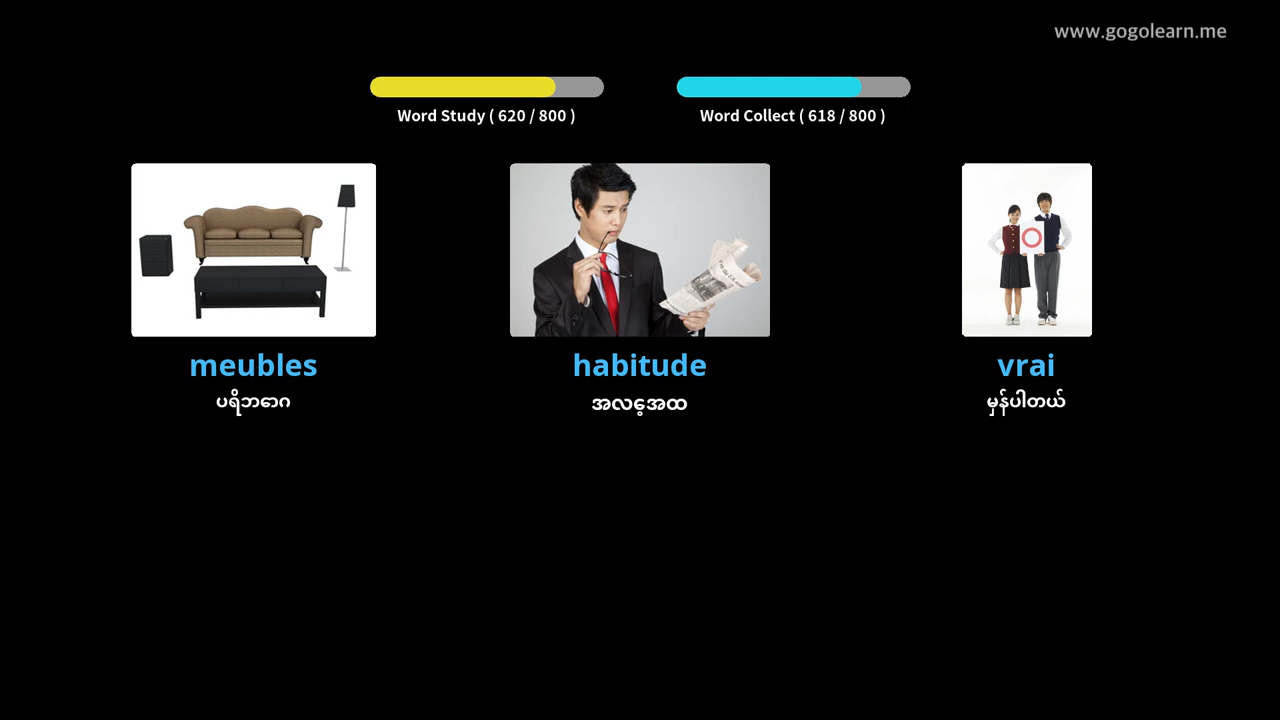 www.gogolearn.me
Word Study ( 620 / 800 )
Word Collect ( 618 / 800 )
meubles
habitude
vrai
ပရိဘောဂ
အလေ့အထ
မှန်ပါတယ်